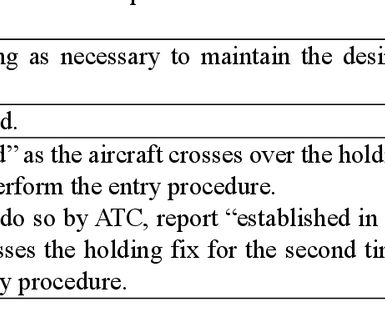 ng as necessary to maintain the desi
d.
d” as the aircraft crosses over the hold
erform the entry procedure.
do so by ATC, report “established in
sses the holding fix for the second ti
y procedure.